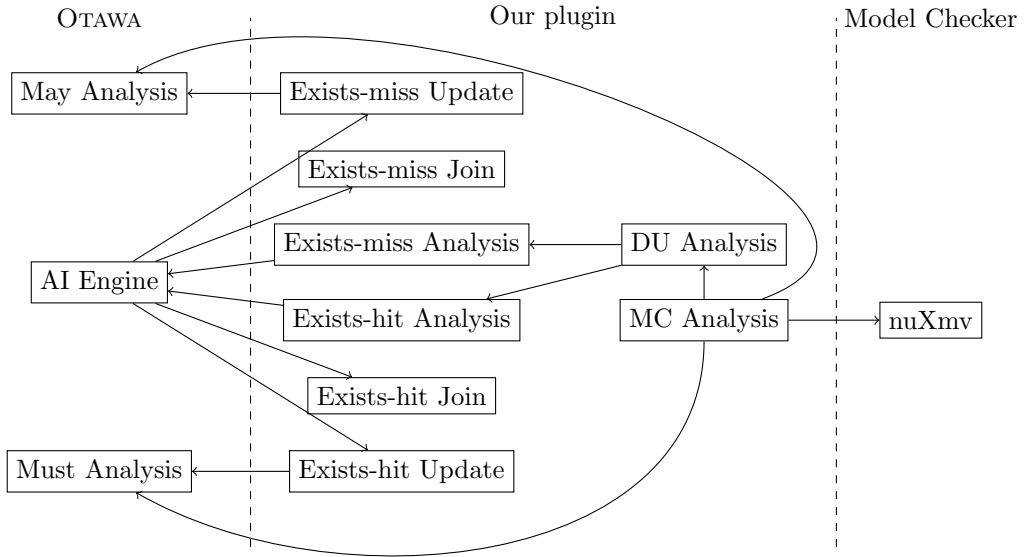 OTAWA
Our plugin
Model Checker
May Analysis
Exists-miss Update
Exists-miss Join
Exists-miss Analysis
DU Analysis
AI Engine
Exists-hit Analysis
MC Analysis
nuXmv
Exists-hit Join
Must Analysis
Exists-hit Update